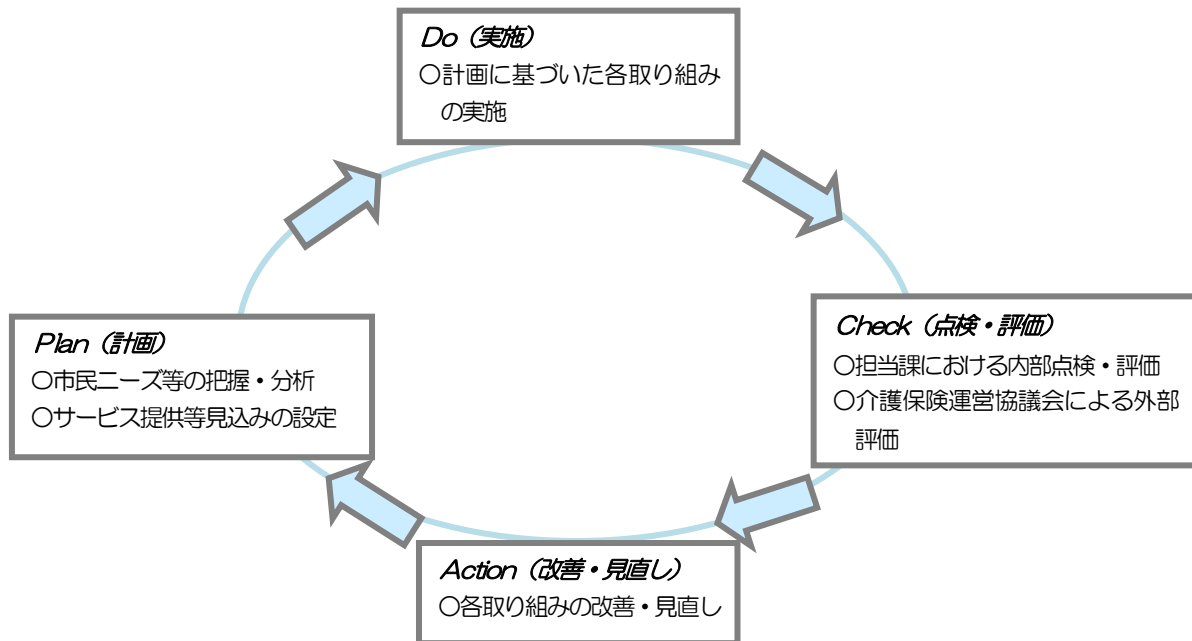 Do（実施）
○計画に基づいた各取り組み
の実施
Plan（計画）
○市民ニーズ等の把握・分析
○サービス提供等見込みの設定
Check（点検・評価）
○担当課における内部点検・評価
○介護保険運営協議会による外部
評価
Action（改善・見直し）
○各取り組みの改善・見直し